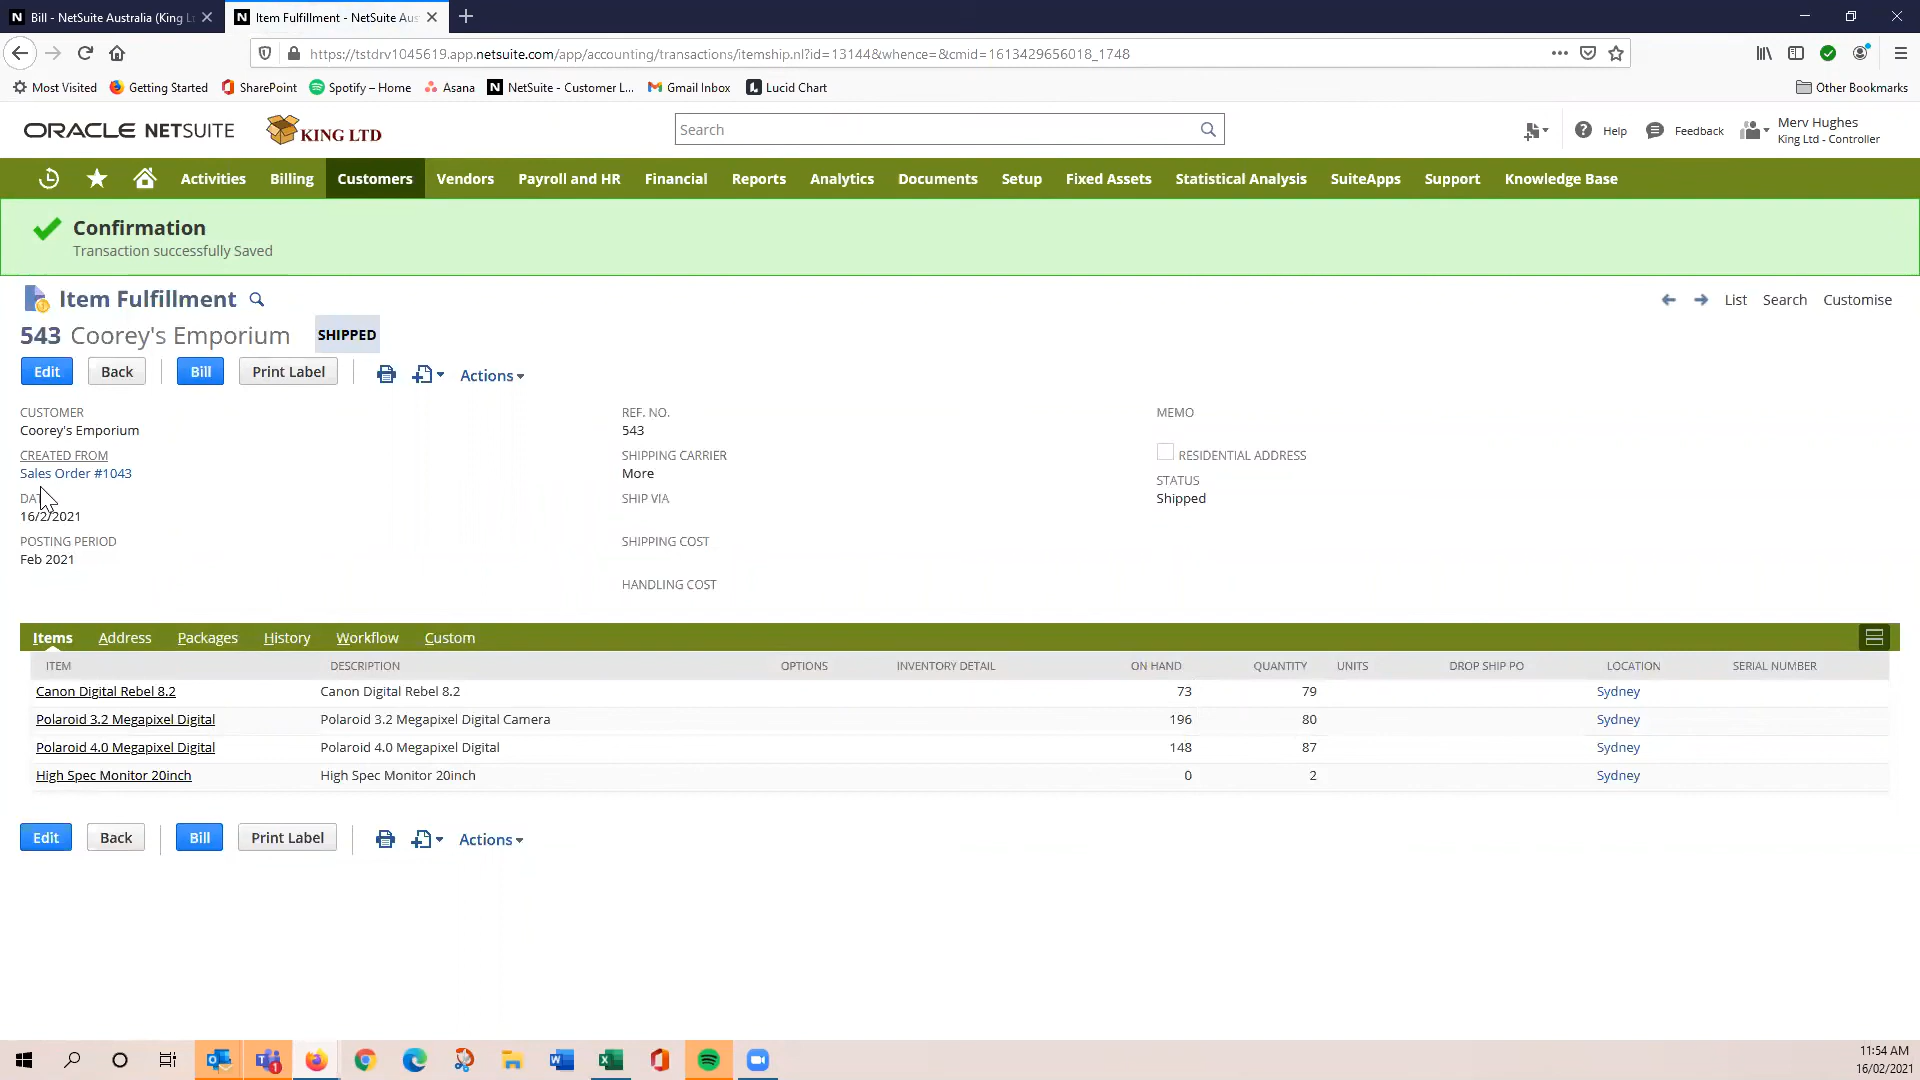 Bill - NetSuite Australia (King L
Item Fulfillment - NetSuite Aus
https://tstdrv1045619.app.netsuite.com/app/accounting/transactions/itemship.nl?id=13144&whence=&cmid=1613429656018_1748
Most Visited Getting Started SharePoint Spotify – Home Asana NetSuite - Customer L... Gmail Inbox Lucid Chart Other Bookmarks
ORACLE NETSUITE KING LTD Search Help Feedback Merv Hughes
King Ltd - Controller
Activities Billing Customers Vendors Payroll and HR Financial Reports Analytics Documents Setup Fixed Assets Statistical Analysis SuiteApps Support Knowledge Base
Confirmation
Transaction successfully Saved
Item Fulfillment List Search Customise
543 Coorey's Emporium SHIPPED
Edit Back Bill Print Label Actions
CUSTOMER
Coorey's Emporium
CREATED FROM
Sales Order #1043
16/2/2021
POSTING PERIOD
Feb 2021
REF. NO.
543
SHIPPING CARRIER
More
SHIP VIA
SHIPPING COST
HANDLING COST
MEMO
RESIDENTIAL ADDRESS
STATUS
Shipped
Items Address Packages History Workflow Custom
ITEM DESCRIPTION OPTIONS INVENTORY DETAIL ON HAND QUANTITY UNITS DROP SHIP PO LOCATION SERIAL NUMBER
Canon Digital Rebel 8.2 Canon Digital Rebel 8.2 73 79 Sydney
Polaroid 3.2 Megapixel Digital Polaroid 3.2 Megapixel Digital Camera 196 80 Sydney
Polaroid 4.0 Megapixel Digital Polaroid 4.0 Megapixel Digital 148 87 Sydney
High Spec Monitor 20inch High Spec Monitor 20inch 0 2 Sydney
Edit Back Bill Print Label Actions
11:54 AM
16/02/2021